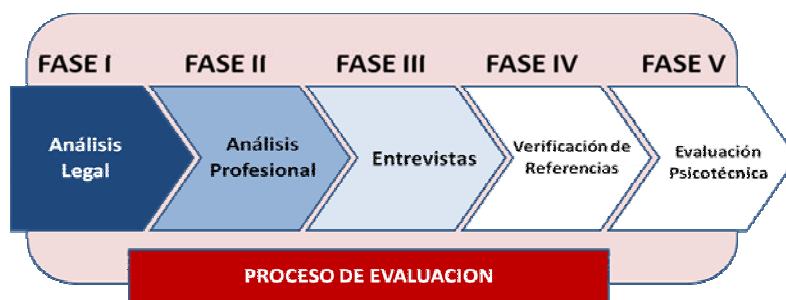 FASE I
FASE II
FASE III
FASE IV
FASE V
Análisis
Legal
Análisis
Profesional
Entrevistas
Verificación de
Referencias
Evaluación
Psicotécnica
PROCESO DE EVALUACION